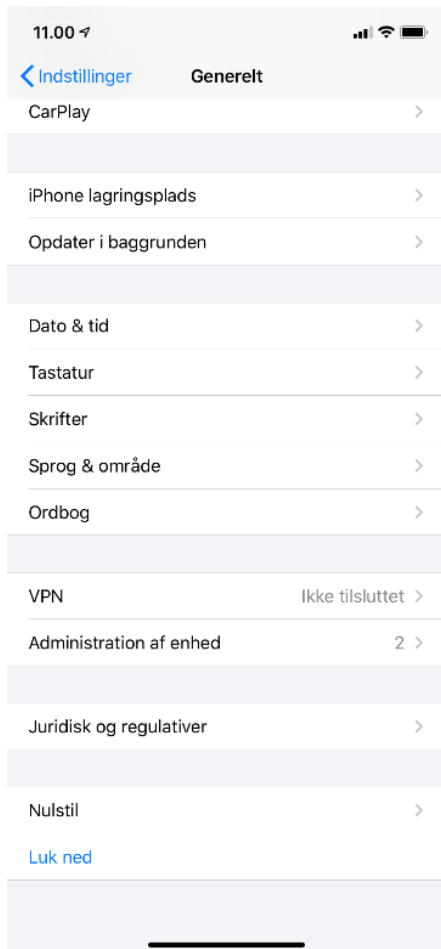 11.00
Indstillinger
Generelt
CarPlay
iPhone lagringsplads
Opdater i baggrunden
Dato & tid
Tastatur
Skrifter
Sprog & område
Ordbog
VPN Ikke tilsluttet
Administration af enhed 2
Juridisk og regulativer
Nulstil
Luk ned